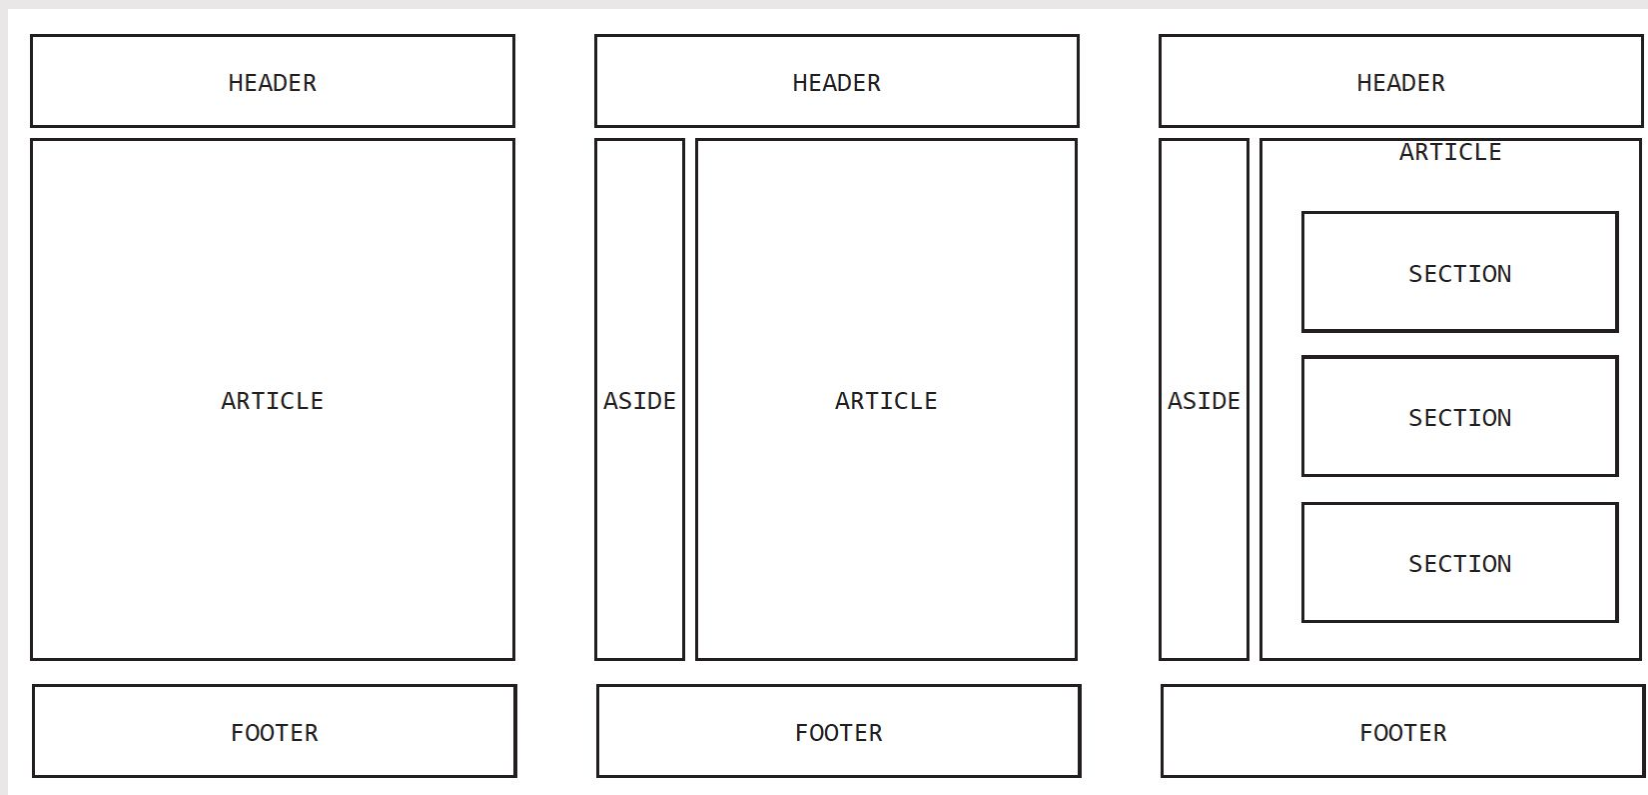 HEADER
ARTICLE
FOOTER
HEADER
ASIDE
ARTICLE
FOOTER
HEADER
ASIDE
ARTICLE
SECTION
SECTION
SECTION
FOOTER